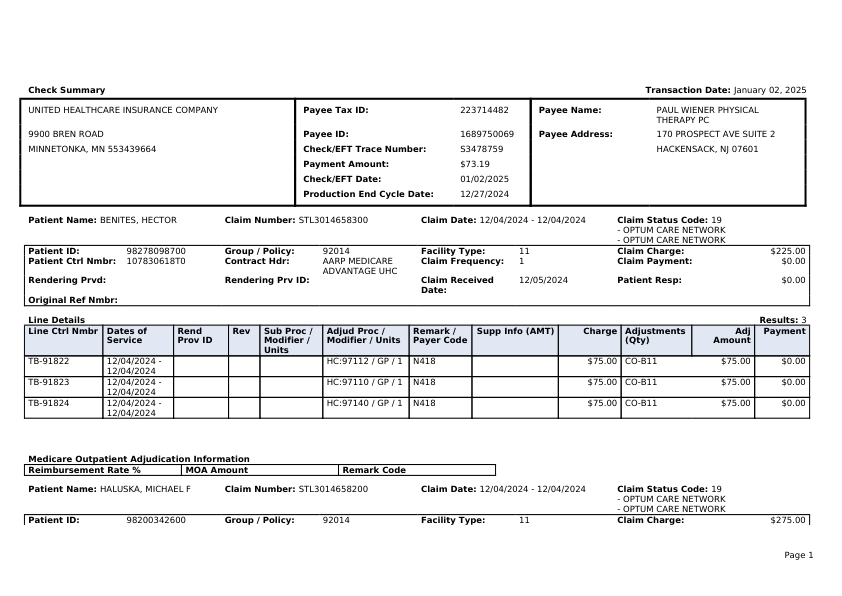 Check Summary Transaction Date: January 02, 2025
UNITED HEALTHCARE INSURANCE COMPANY Payee Tax ID: 223714482 Payee Name: PAUL WIENER PHYSICAL
THERAPY PC
9900 BREN ROAD Payee ID: 1689750069 Payee Address: 170 PROSPECT AVE SUITE 2
MINNETONKA, MN 553439664 Check/EFT Trace Number: 53478759 HACKENSACK, NJ 07601
Payment Amount: $73.19
Check/EFT Date: 01/02/2025
Production End Cycle Date: 12/27/2024
Patient Name: BENITES, HECTOR Claim Number: STL3014658300 Claim Date: 12/04/2024 - 12/04/2024 Claim Status Code: 19
- OPTUM CARE NETWORK
- OPTUM CARE NETWORK
Patient ID: 98278098700 Group / Policy: 92014 Facility Type: 11 Claim Charge: $225.00
Patient Ctrl Nmbr: 107830618T0 Contract Hdr: AARP MEDICARE Claim Frequency: 1 Claim Payment: $0.00
ADVANTAGE UHC
Rendering Prvd: Rendering Prv ID: Claim Received 12/05/2024 Patient Resp: $0.00
Date:
Original Ref Nmbr:
Line Details Results: 3
Line Ctrl Nmbr Dates of Rend Rev Sub Proc / Adjud Proc / Remark / Supp Info (AMT) Charge Adjustments Adj Payment
Service Prov ID Modifier / Modifier / Units Payer Code (Qty) Amount
Units
TB-91822 12/04/2024 - HC:97112 / GP / 1 N418 $75.00 CO-B11 $75.00 $0.00
12/04/2024
TB-91823 12/04/2024 - HC:97110 / GP / 1 N418 $75.00 CO-B11 $75.00 $0.00
12/04/2024
TB-91824 12/04/2024 - HC:97140 / GP / 1 N418 $75.00 CO-B11 $75.00 $0.00
12/04/2024
Medicare Outpatient Adjudication Information
Reimbursement Rate % MOA Amount Remark Code
Patient Name: HALUSKA, MICHAEL F Claim Number: STL3014658200 Claim Date: 12/04/2024 - 12/04/2024 Claim Status Code: 19
- OPTUM CARE NETWORK
- OPTUM CARE NETWORK
Patient ID: 98200342600 Group / Policy: 92014 Facility Type: 11 Claim Charge: $275.00
Page 1